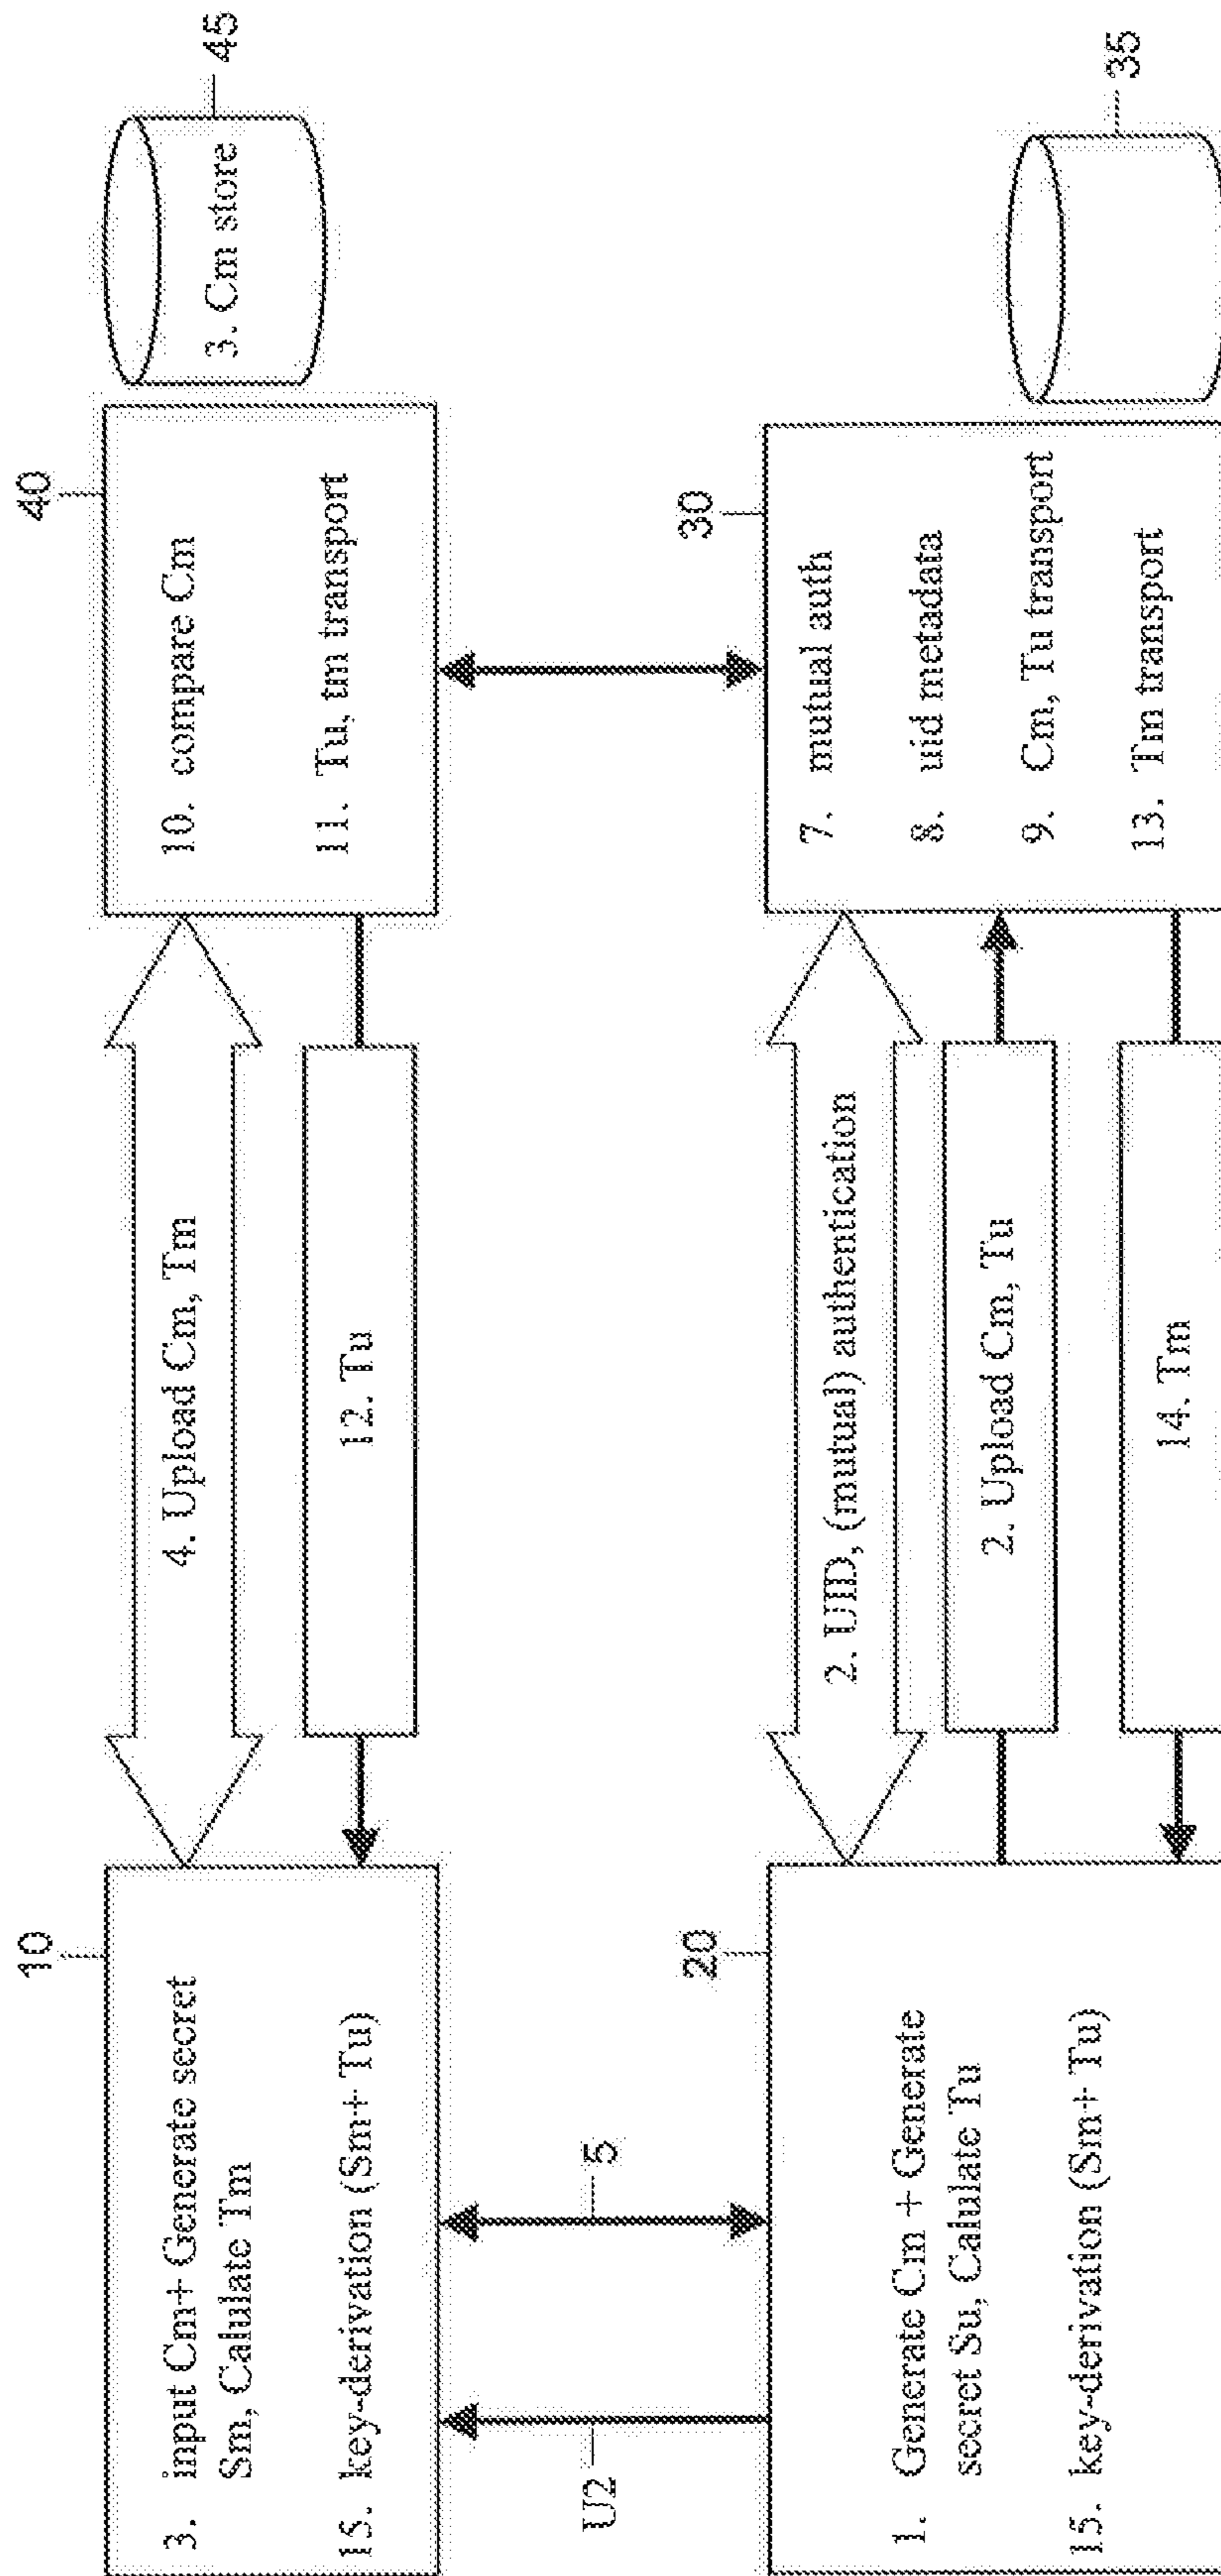 10
3. input Cm+ Generate secret
Sm, Calulate Tm
15. key-derivation (Sm+ Tu)
4. Upload Cm, Tm
12. Tu
40
10. compare Cm
11. Tu, tm transport
3. Cm store
45
U2
5
20
1. Generate Cm + Generate
secret Su, Calulate Tu
15. key-derivation (Sm+ Tu)
2. UID, (mutual) authentication
2. Upload Cm, Tu
14. Tm
30
7. mutual auth
8. uid metadata
9. Cm, Tu transport
13. Tm transport
35